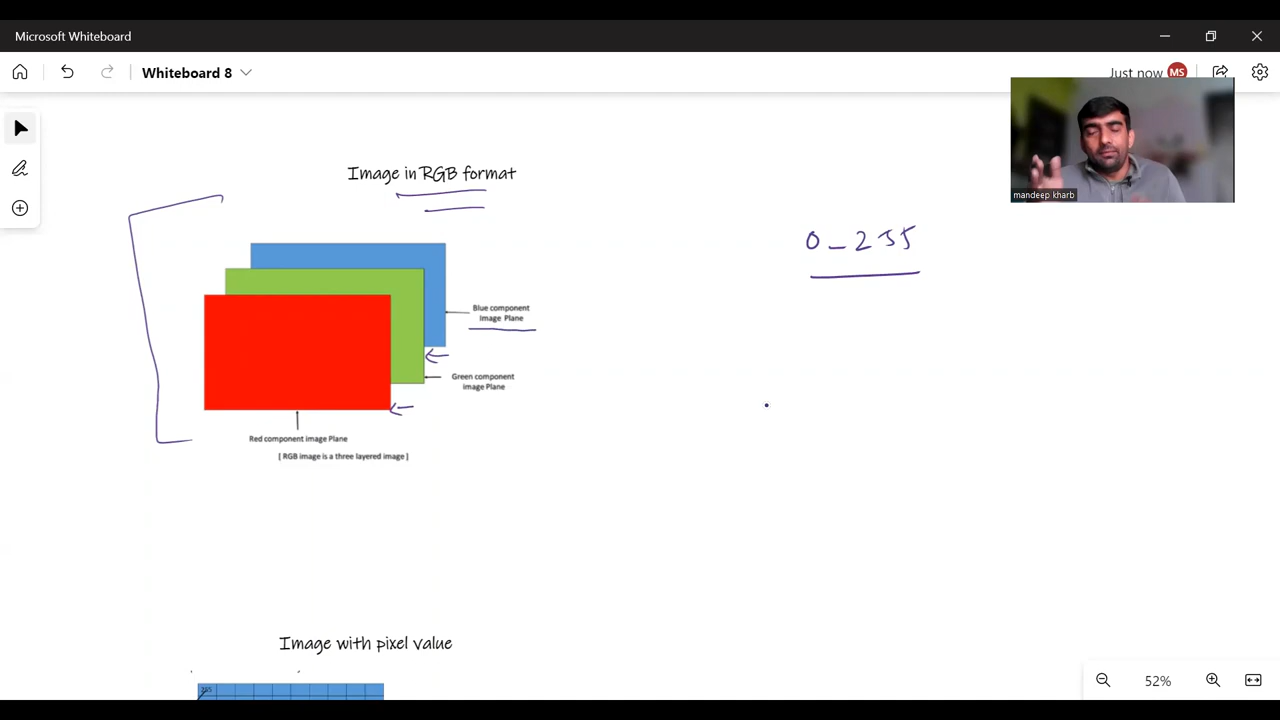 Microsoft Whiteboard
Whiteboard 8
Just now MS
mandeep kharb
Image in RGB format
0 - 255
Blue component
Image Plane
Green component
image Plane
Red component image Plane
[ RGB image is a three layered image ]
Image with pixel value
255
52%